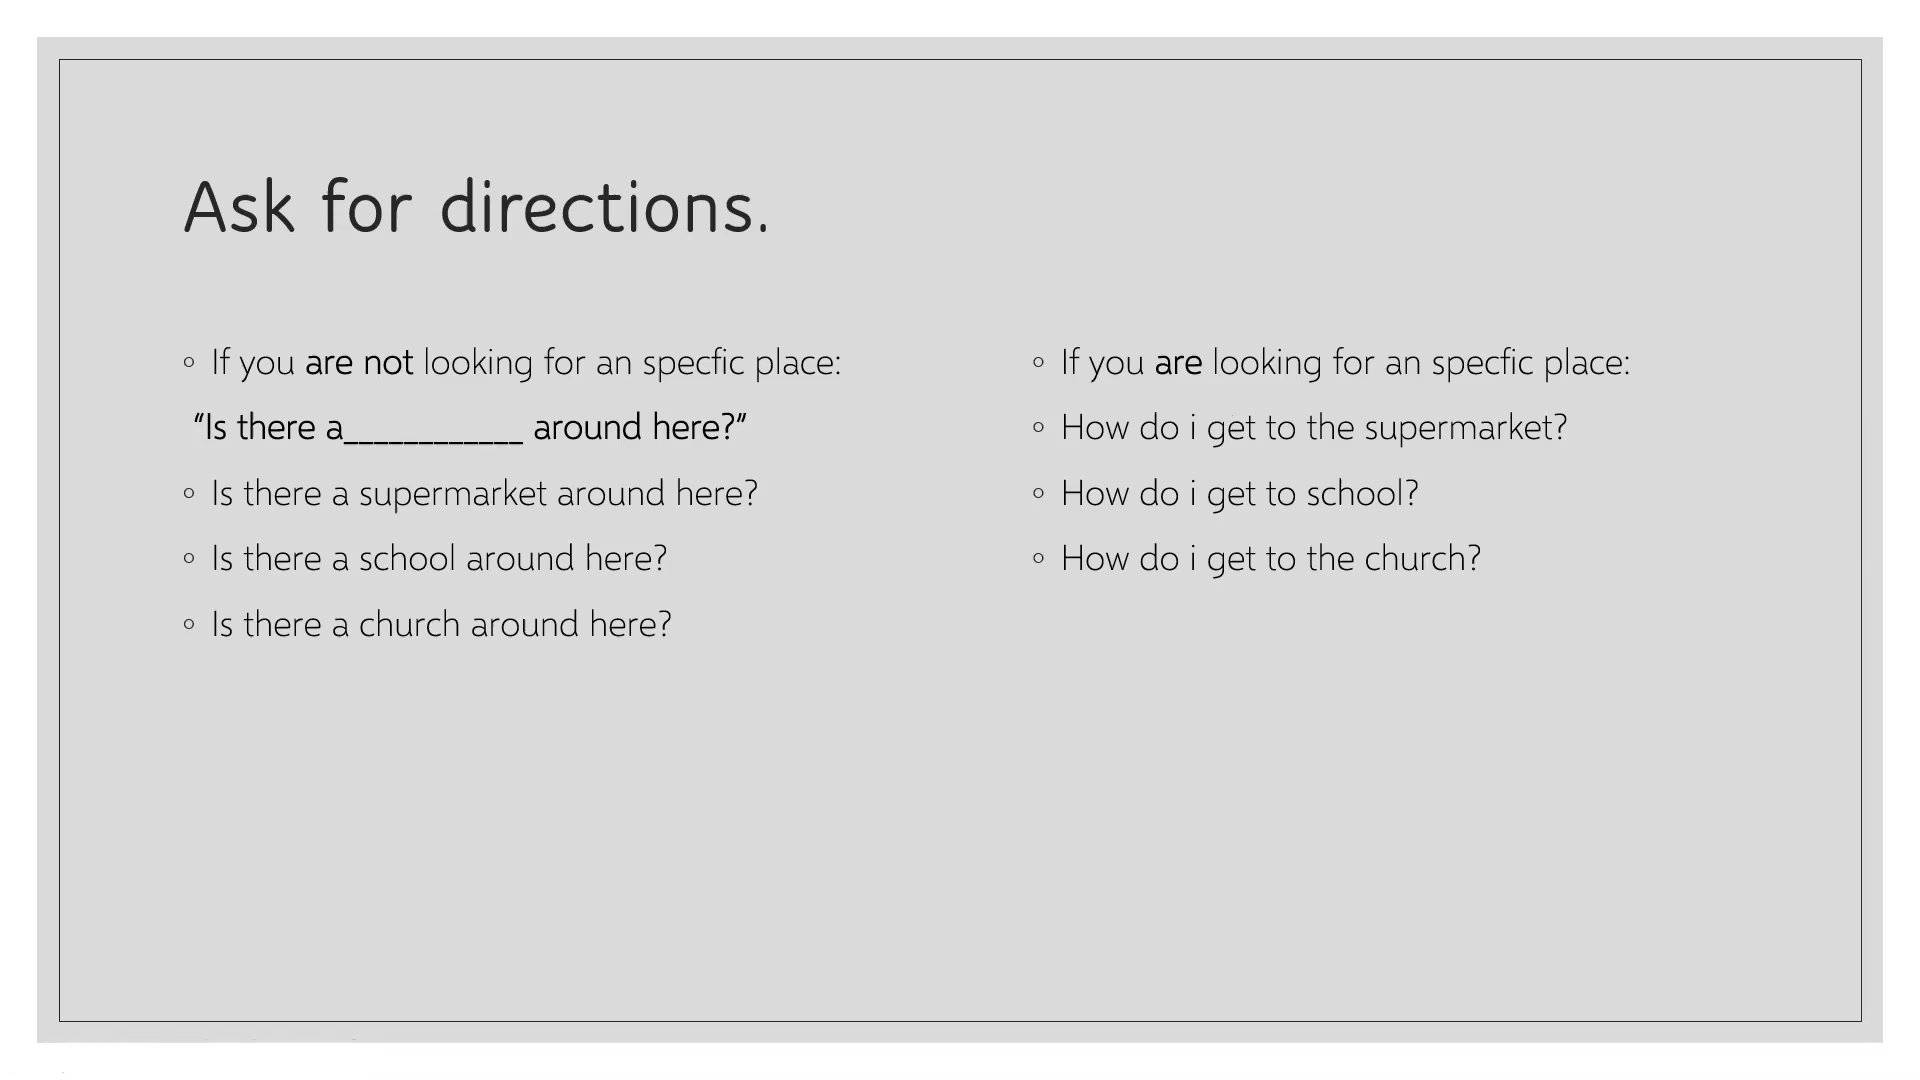 Ask for directions.
◦ If you are not looking for an specfic place:
“Is there a____________ around here?”
◦ Is there a supermarket around here?
◦ Is there a school around here?
◦ Is there a church around here?
◦ If you are looking for an specfic place:
◦ How do i get to the supermarket?
◦ How do i get to school?
◦ How do i get to the church?